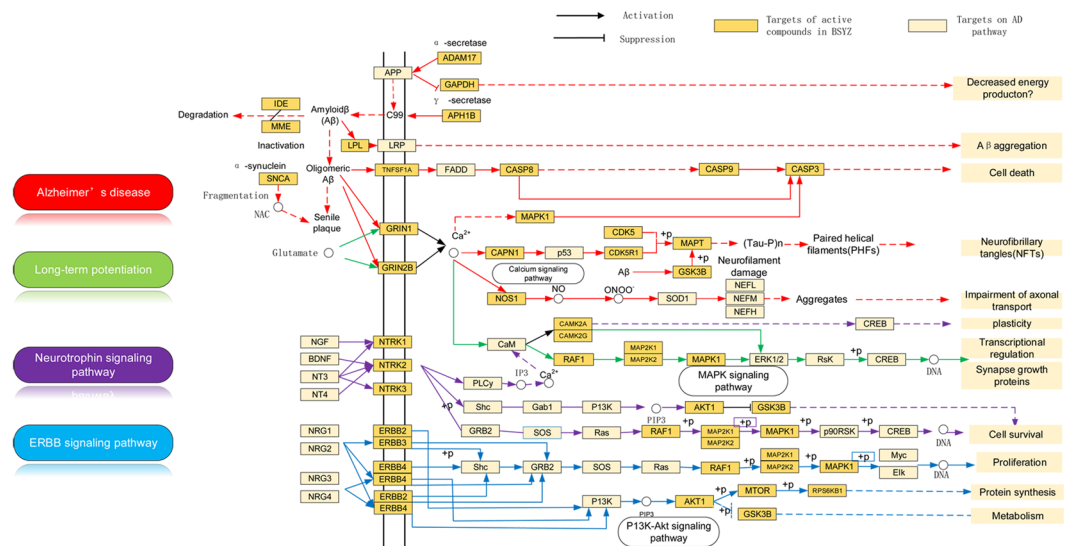 Activation
Suppression
Targets of active
compounds in BSYZ
Targets on AD
pathway
α -secretase
ADAM17
APP
GAPDH
Decreased energy
producton?
γ -secretase
IDE
Amyloidβ
(Aβ)
C99
APH1B
Degradation
MME
Inactivation
LPL
LRP
Aβ aggregation
α -synuclein
SNCA
Oligomeric
Aβ
TNFSF1A
FADD
CASP8
CASP9
CASP3
Cell death
Alzheimer's disease
Fragmentation
NAC
Senile
plaque
MAPK1
GRIN1
Ca2+
CDK5
+p
Glutamate
GRIN2B
CAPN1
p53
CDK5R1
MAPT
(Tau-P)n
Paired helical
filaments(PHFs)
Neurofibrillary
tangles(NFTs)
+p
Long-term potentiation
Calcium signaling
pathway
Aβ
GSK3B
Neurofilament
damage
NOS1
NO
ONOO-
SOD1
NEFL
NEFM
NEFH
Aggregates
Impairment of axonal
transport
CAMK2A
CAMK2G
CREB
plasticity
NGF
NTRK1
CaM
MAP2K1
MAP2K2
Transcriptional
regulation
BDNF
NTRK2
RAF1
MAPK1
ERK1/2
RsK
+p
CREB
DNA
Neurotrophin signaling
pathway
NT3
NTRK3
PLCy
IP3
Ca2+
MAPK signaling
pathway
Synapse growth
proteins
NT4
+p
Shc
Gab1
P13K
PIP3
AKT1
GSK3B
NRG1
ERBB2
GRB2
SOS
Ras
RAF1
+p
MAP2K1
MAP2K2
+p
MAPK1
+p
p90RSK
+p
CREB
DNA
Cell survival
ERBB signaling pathway
NRG2
ERBB3
+p
ERBB4
Shc
GRB2
SOS
Ras
RAF1
+p
MAP2K1
MAP2K2
+p
MAPK1
+p
Myc
Elk
DNA
Proliferation
NRG3
ERBB4
NRG4
ERBB2
ERBB4
P13K
PIP3
AKT1
+p
MTOR
+p
RPS6KB1
Protein synthesis
+p
GSK3B
Metabolism
P13K-Akt signaling
pathway